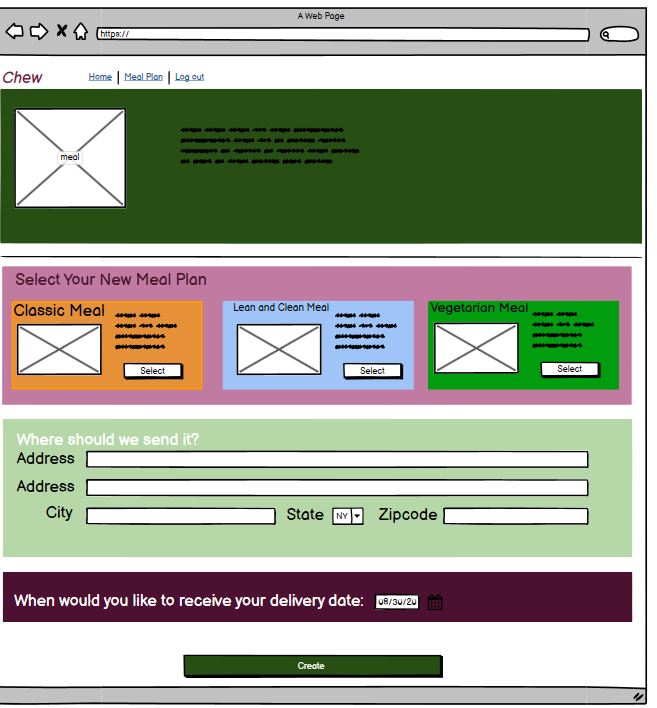 A Web Page
https://
Chew
Home Meal Plan Log out
meal
Select Your New Meal Plan
Classic Meal Lean and Clean Meal Vegetarian Meal
Select Select Select
Where should we send it?
Address
Address
City State NY Zipcode
When would you like to receive your delivery date: 08/30/20
Create